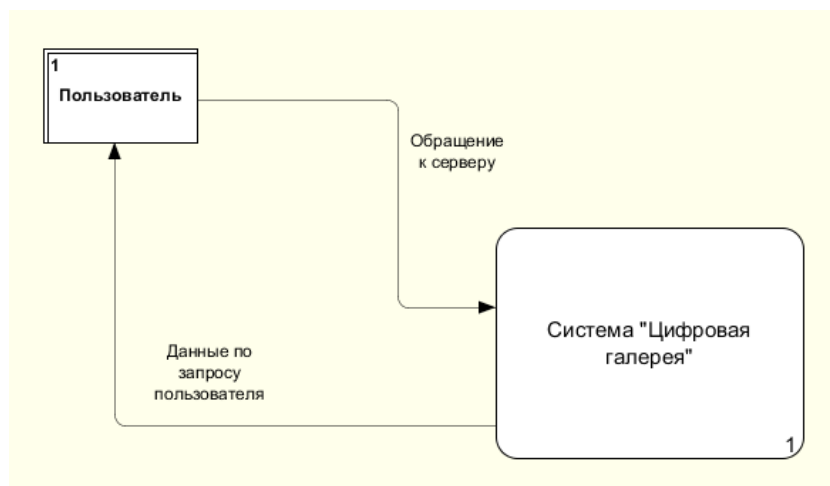 1
Пользователь
Обращение
к серверу
Система "Цифровая
галерея"
1
Данные по
запросу
пользователя